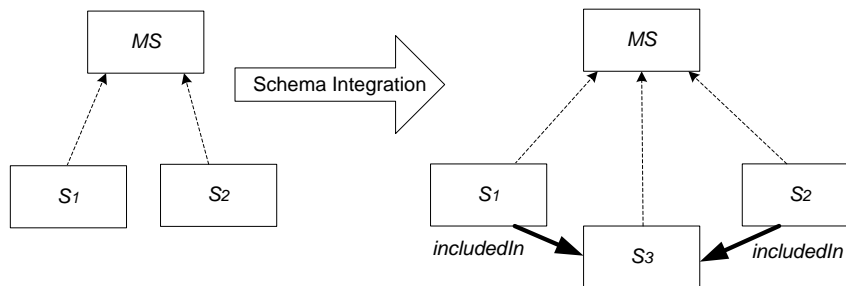 MS
MS
Schema Integration
S1
S2
S1
S2
includedIn
S3
includedIn